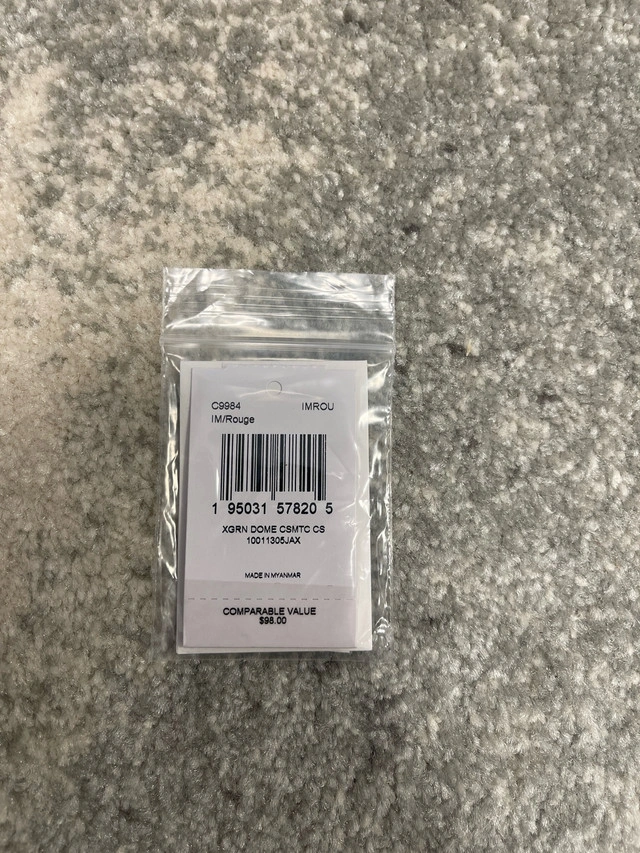 C9984 IMROU
IM/Rouge
1 95031 57820 5
XGRN DOME CSMTC CS
10011305JAX
MADE IN MYANMAR
COMPARABLE VALUE
$98.00